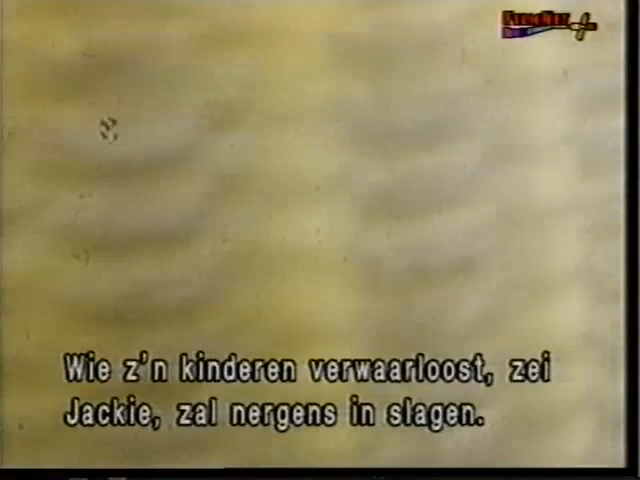 Wie z'n kinderen verwaarloost, zei
Jackie, zal nergens in slagen.